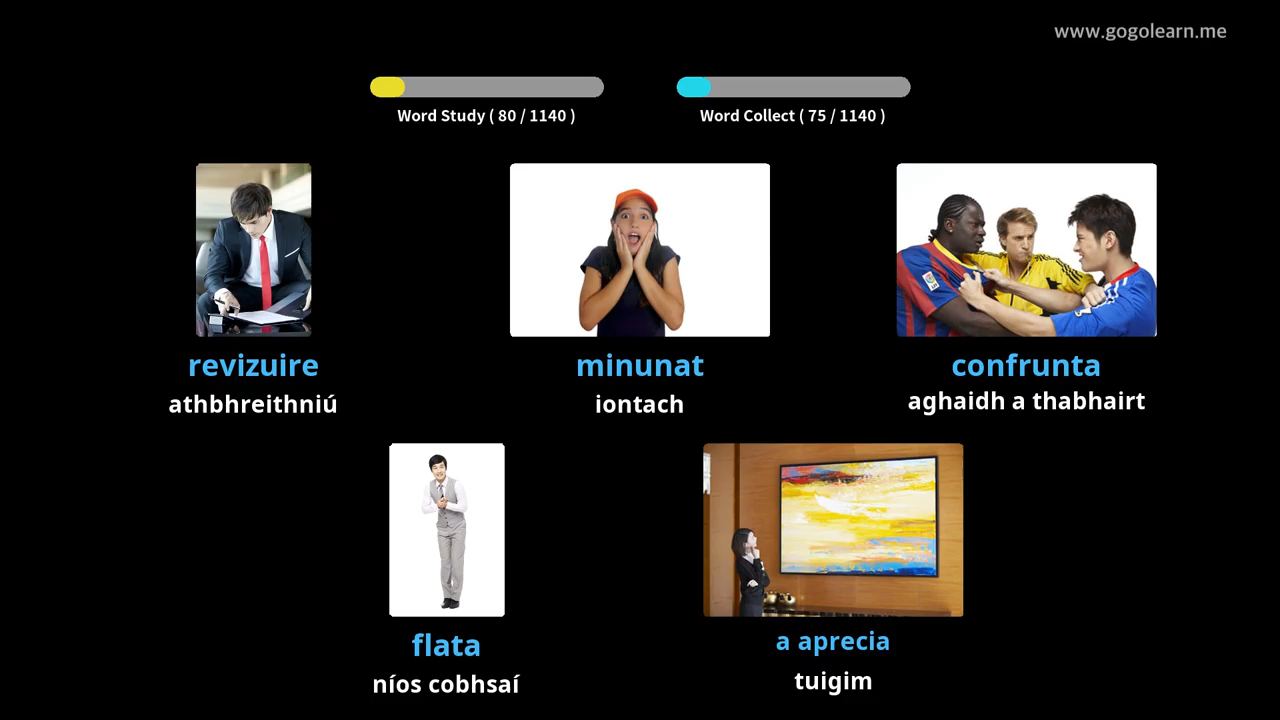 www.gogolearn.me
Word Study ( 80 / 1140 )
Word Collect ( 75 / 1140 )
revizuire
athbhreithniú
minunat
iontach
confrunta
aghaidh a thabhairt
flata
níos cobhsaí
a aprecia
tuigim